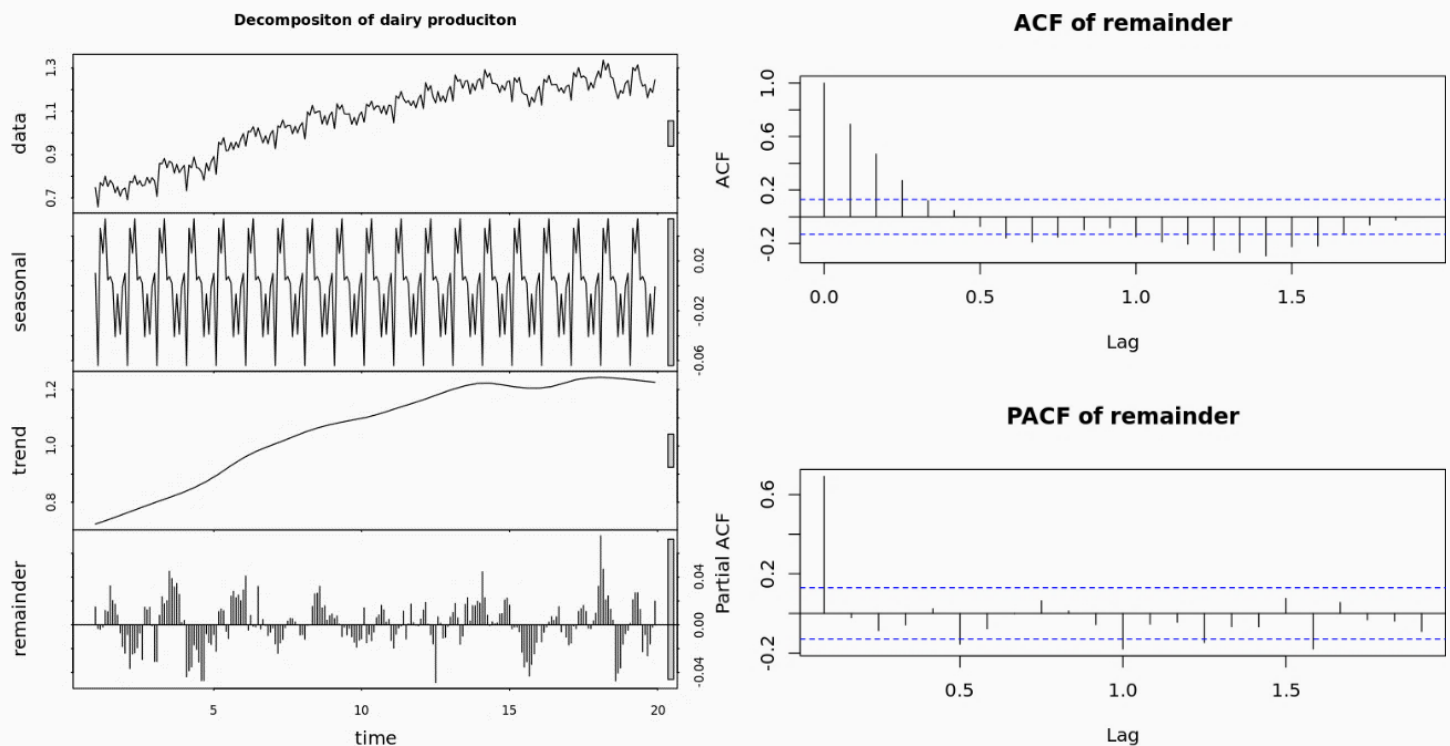 Decompositon of dairy produciton
data
0.7 0.9 1.1 1.3
seasonal
-0.06 -0.02 0.02
trend
0.8 1.0 1.2
remainder
-0.04 0.00 0.04
5 10 15 20
time
ACF of remainder
ACF
-0.2 0.2 0.6 1.0
0.0 0.5 1.0 1.5
Lag
PACF of remainder
Partial ACF
-0.2 0.2 0.6
0.5 1.0 1.5
Lag